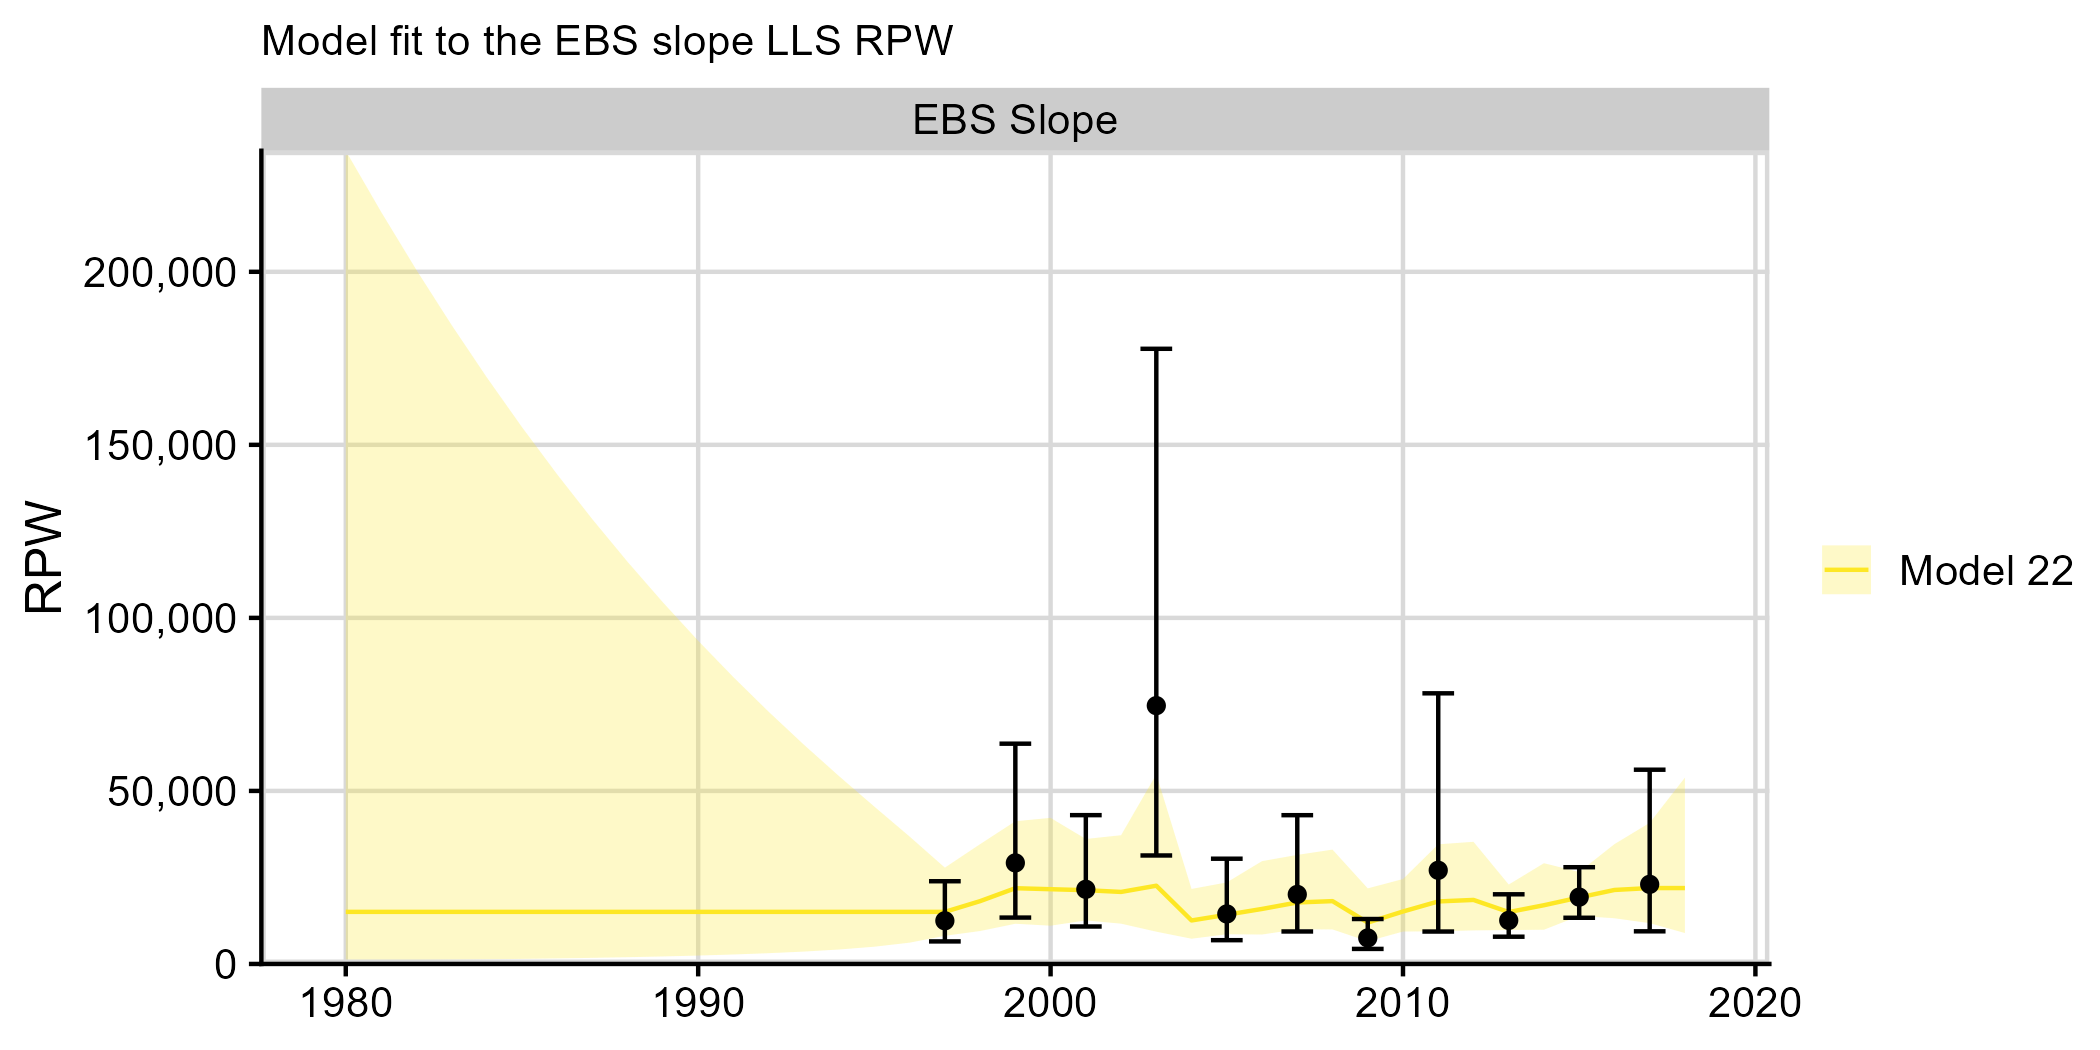 Model fit to the EBS slope LLS RPW
EBS Slope
RPW
200,000
150,000
100,000
50,000
0
1980 1990 2000 2010 2020
Model 22